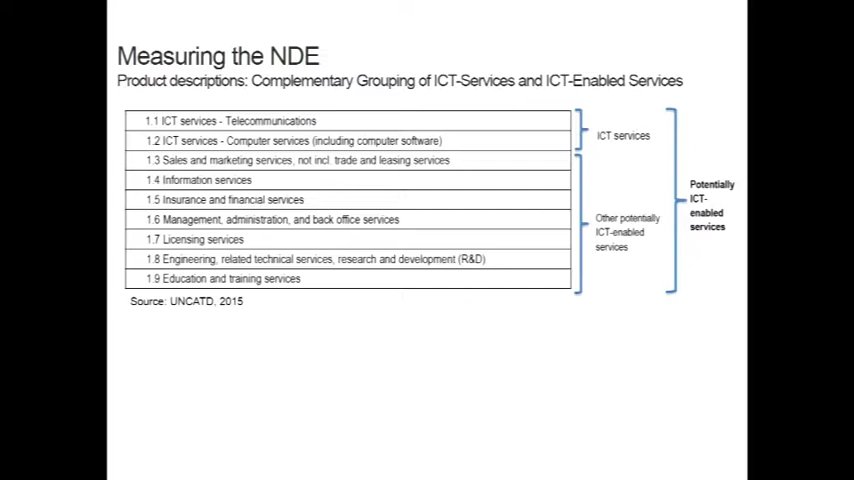 Measuring the NDE
Product descriptions: Complementary Grouping of ICT-Services and ICT-Enabled Services
1.1 ICT services - Telecommunications
1.2 ICT services - Computer services (including computer software)
1.3 Sales and marketing services, not incl. trade and leasing services
1.4 Information services
1.5 Insurance and financial services
1.6 Management, administration, and back office services
1.7 Licensing services
1.8 Engineering, related technical services, research and development (R&D)
1.9 Education and training services
ICT services
Other potentially
ICT-enabled
services
Potentially
ICT-
enabled
services
Source: UNCATD, 2015